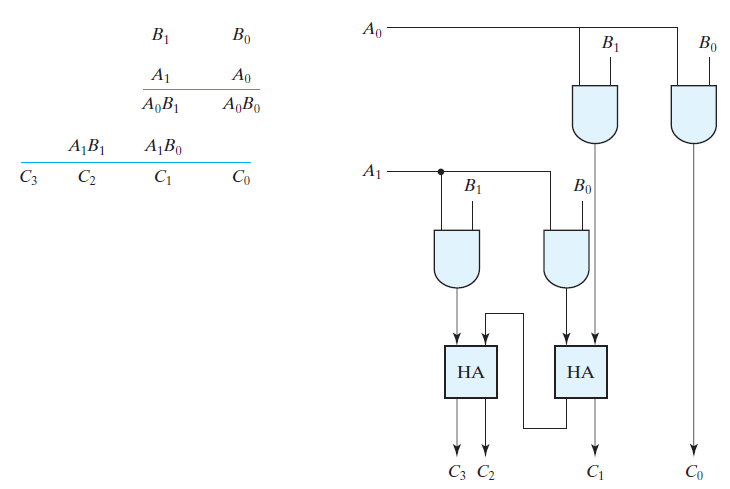 B₁ B₀
A₁ A₀
A₀B₁ A₀B₀
A₁B₁ A₁B₀
C₃ C₂ C₁ C₀
A₀
B₁ B₀
A₁
B₁ B₀
HA HA
C₃ C₂ C₁ C₀